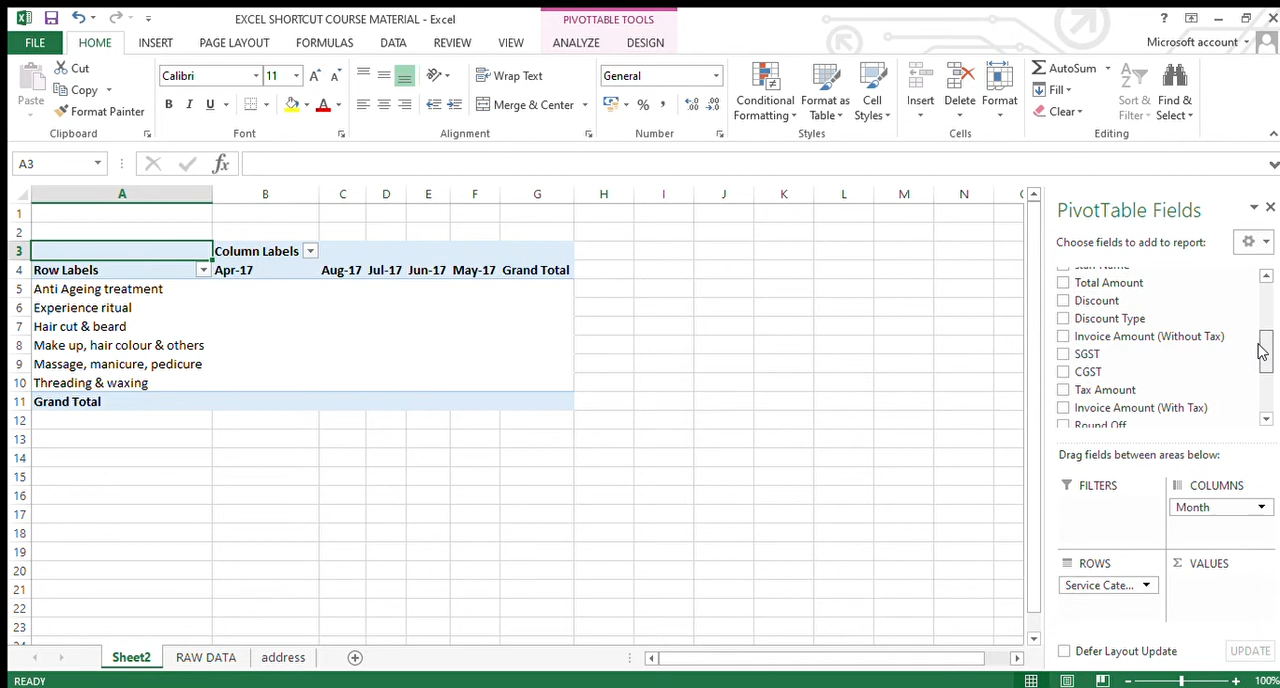 EXCEL SHORTCUT COURSE MATERIAL - Excel
PIVOTTABLE TOOLS
?
FILE HOME INSERT PAGE LAYOUT FORMULAS DATA REVIEW VIEW ANALYZE DESIGN Microsoft account
Paste
Cut
Copy
Format Painter
Clipboard
Calibri 11
B I U
Font
Wrap Text
Merge & Center
Alignment
General
%
Number
Conditional Formatting
Format as Table
Cell Styles
Styles
Insert Delete Format
Cells
AutoSum
Fill
Clear
Sort & Filter
Find & Select
Editing
A3
fx
A B C D E F G H I J K L M N
1
2
3 Column Labels
4 Row Labels Apr-17 Aug-17 Jul-17 Jun-17 May-17 Grand Total
5 Anti Ageing treatment
6 Experience ritual
7 Hair cut & beard
8 Make up, hair colour & others
9 Massage, manicure, pedicure
10 Threading & waxing
11 Grand Total
12
13
14
15
16
17
18
19
20
21
22
23
PivotTable Fields
Choose fields to add to report:
Total Amount
Discount
Discount Type
Invoice Amount (Without Tax)
SGST
CGST
Tax Amount
Invoice Amount (With Tax)
Round Off
Drag fields between areas below:
FILTERS
COLUMNS
Month
ROWS
Service Cate...
Σ VALUES
Defer Layout Update UPDATE
Sheet2 RAW DATA address
READY
100%